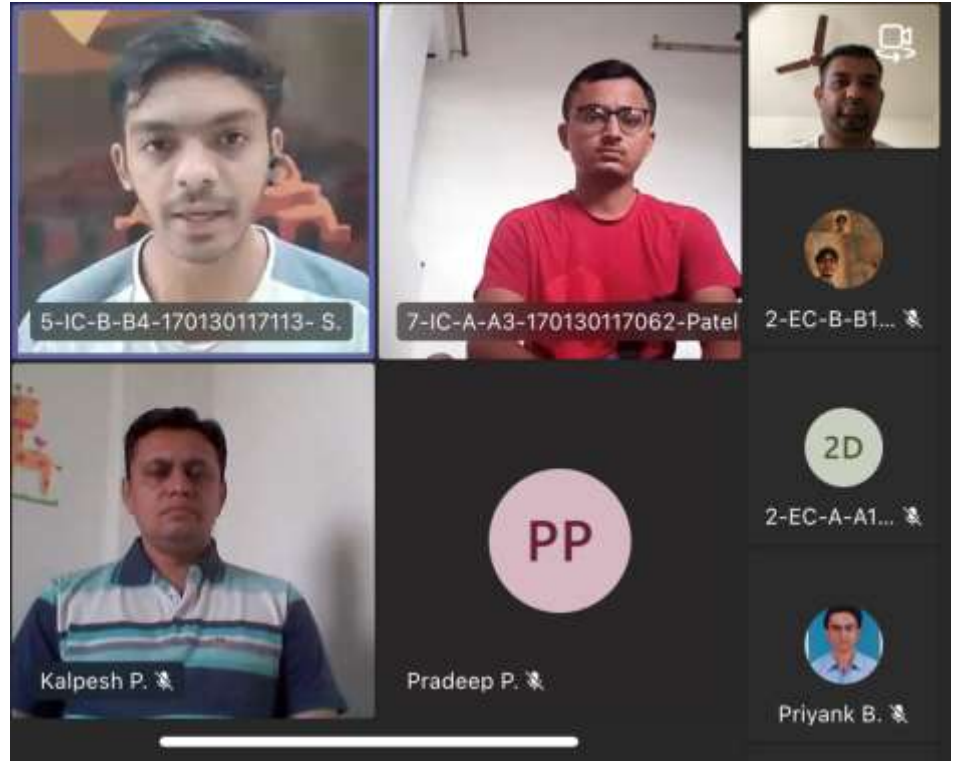 5-IC-B-B4-170130117113- S.
7-IC-A-A3-170130117062-Patel
2-EC-B-B1...
2D
2-EC-A-A1...
PP
Kalpesh P.
Pradeep P.
Priyank B.